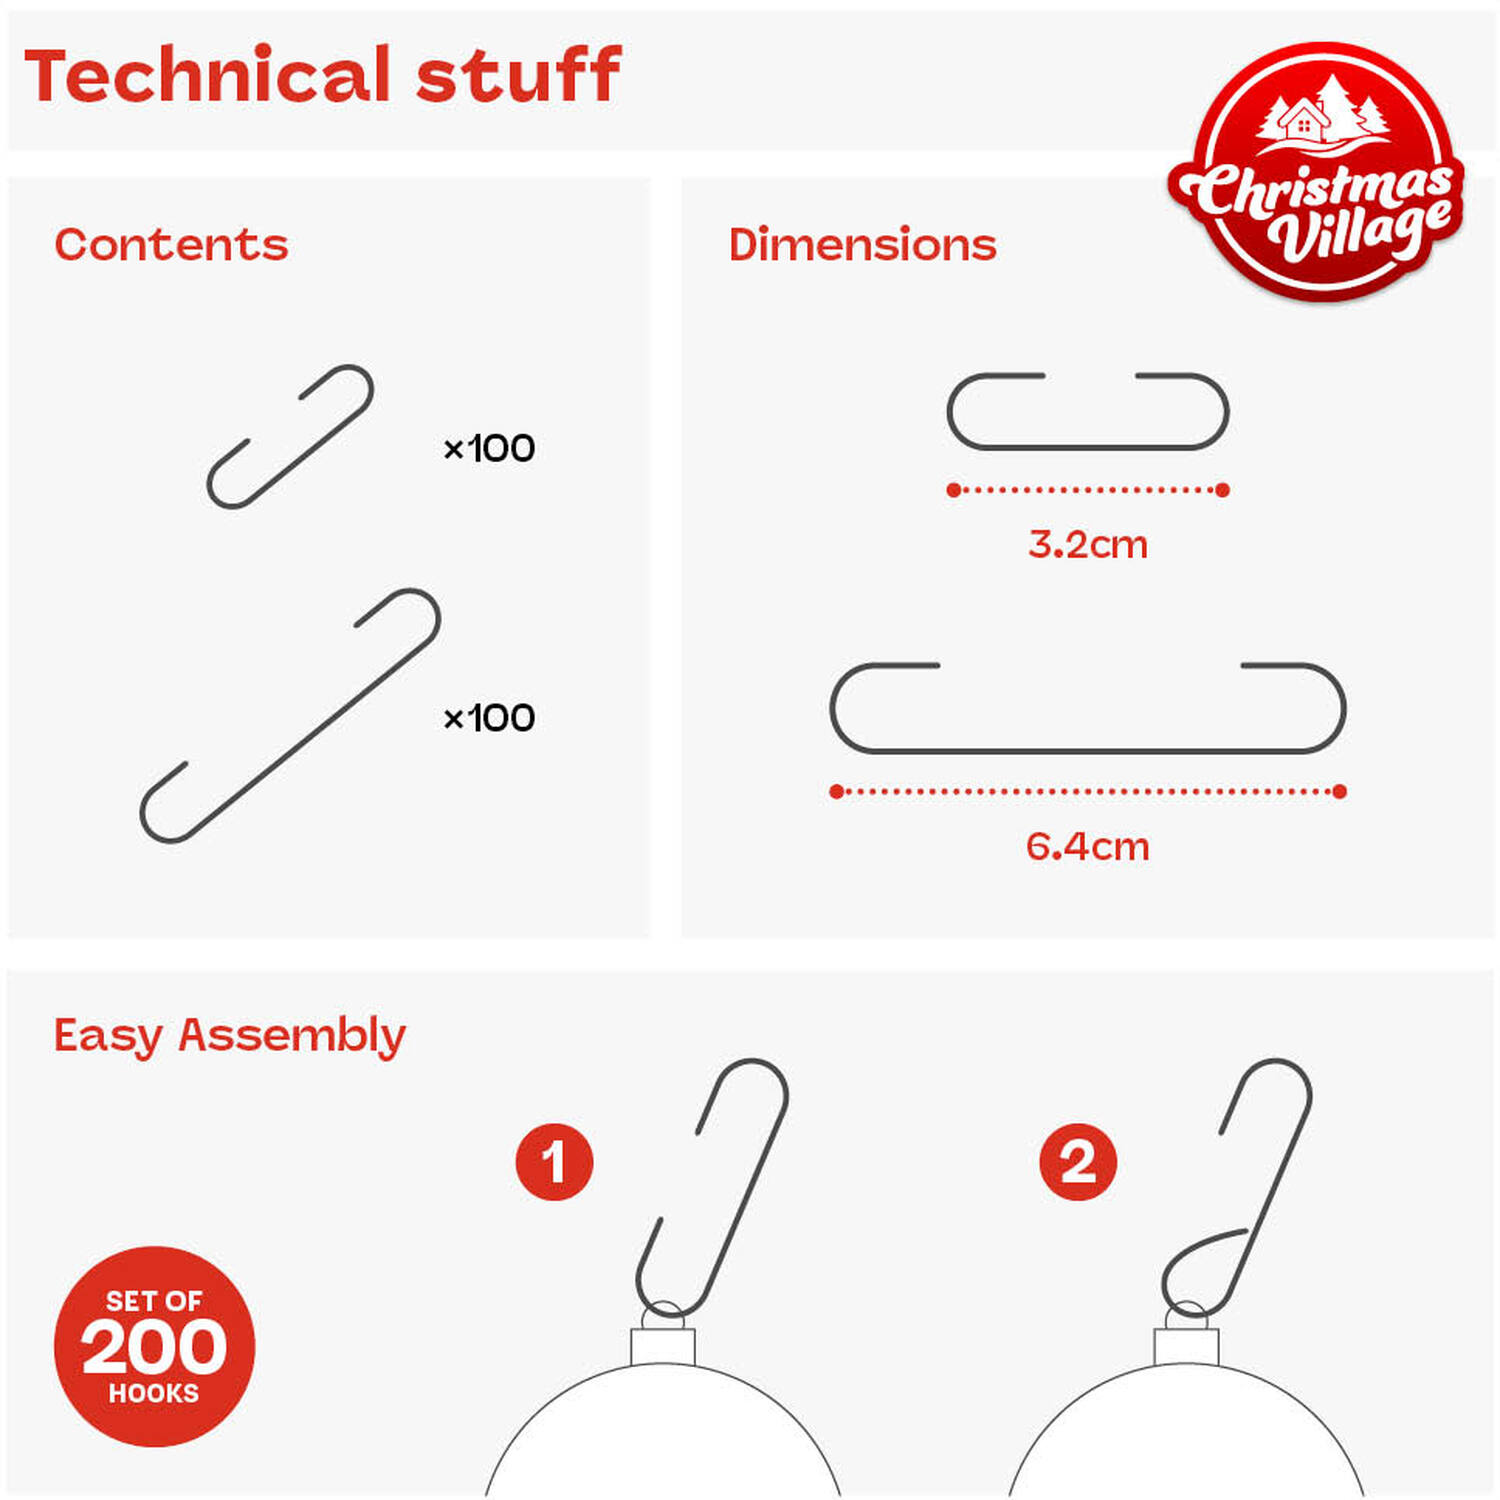 Technical stuff
Christmas
Village
Contents
×100
×100
Dimensions
3.2cm
6.4cm
Easy Assembly
1
2
SET OF
200
HOOKS